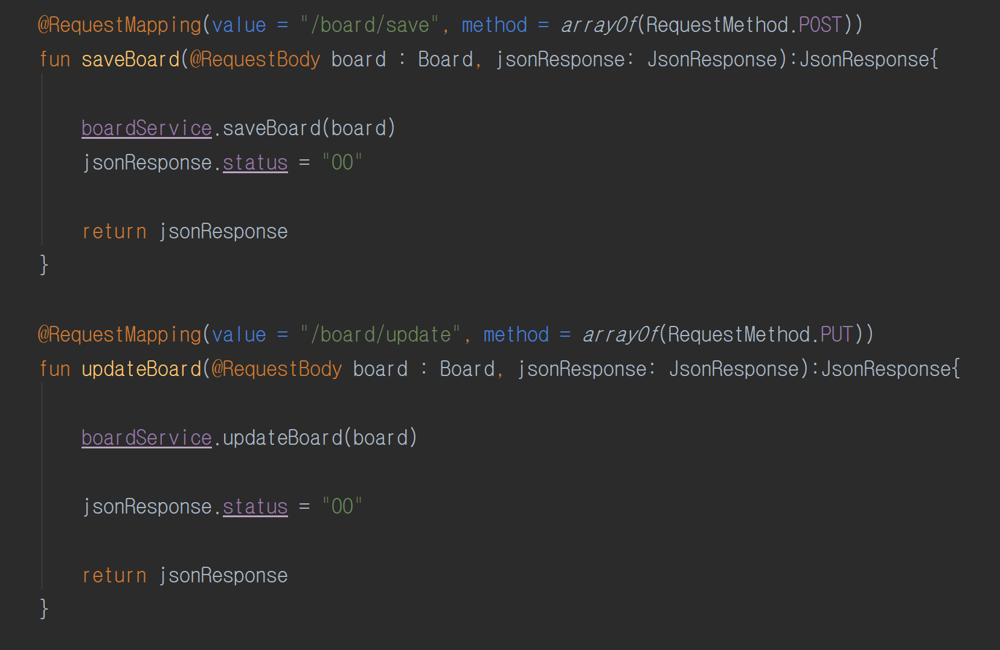 @RequestMapping(value = "/board/save", method = arrayOf(RequestMethod.POST))
fun saveBoard(@RequestBody board : Board, jsonResponse: JsonResponse):JsonResponse{
boardService.saveBoard(board)
jsonResponse.status = "00"
return jsonResponse
}
@RequestMapping(value = "/board/update", method = arrayOf(RequestMethod.PUT))
fun updateBoard(@RequestBody board : Board, jsonResponse: JsonResponse):JsonResponse{
boardService.updateBoard(board)
jsonResponse.status = "00"
return jsonResponse
}